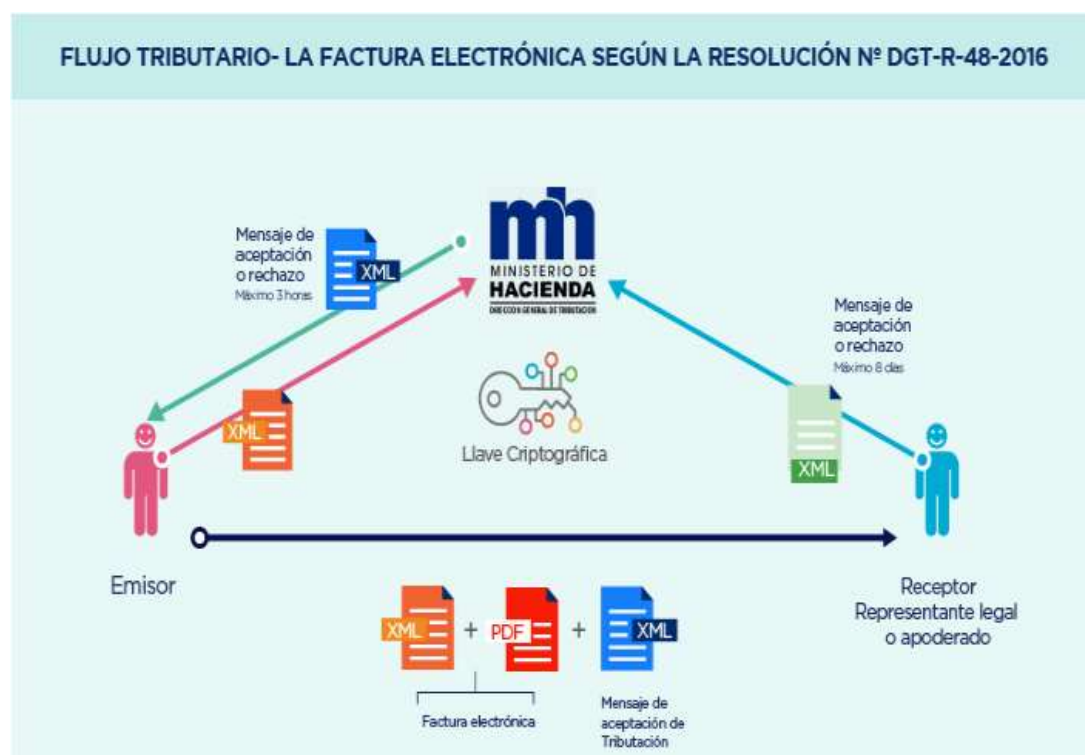 FLUJO TRIBUTARIO- LA FACTURA ELECTRÓNICA SEGÚN LA RESOLUCIÓN Nº DGT-R-48-2016
Mensaje de
aceptación
o rechazo
Máximo 3 horas
XML
MINISTERIO DE
HACIENDA
DIRECCION GENERAL DE TRIBUTACION
Mensaje de
aceptación
o rechazo
Máximo 8 días
XML
XML
Llave Criptográfica
Emisor
Receptor
Representante legal
o apoderado
XML + PDF + XML
Factura electrónica
Mensaje de
aceptación de
Tributación